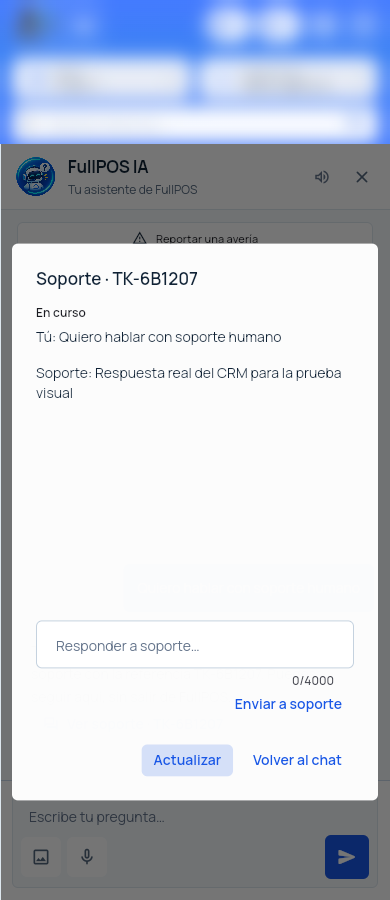 FullPOS IA
Tu asistente de FullPOS
Reportar una avería
Soporte · TK-6B1207
En curso
Tú: Quiero hablar con soporte humano
Soporte: Respuesta real del CRM para la prueba
visual
Responder a soporte...
0/4000
Enviar a soporte
Actualizar
Volver al chat
Escribe tu pregunta...